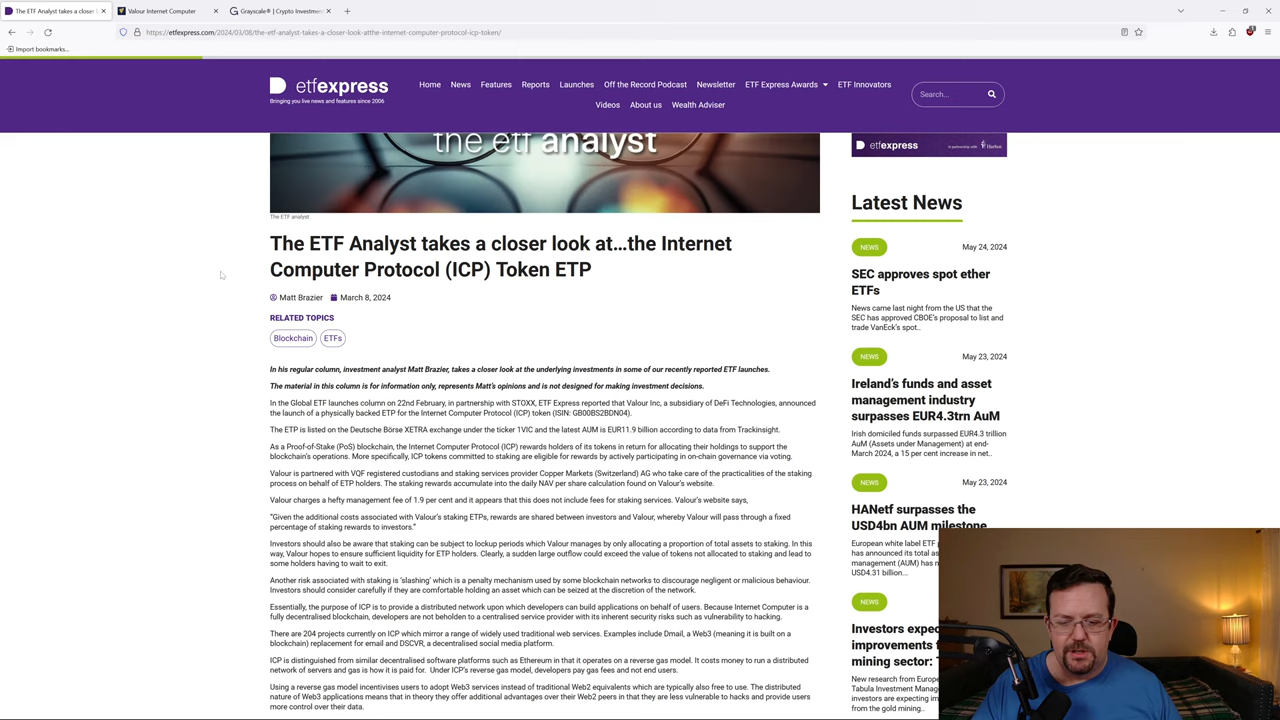 The ETF Analyst takes a closer l
Valour Internet Computer
Grayscale® | Crypto Investment
https://etfexpress.com/2024/03/08/the-etf-analyst-takes-a-closer-look-atthe-internet-computer-protocol-icp-token/
Import bookmarks...
etfexpress
Bringing you live news and features since 2006
Home News Features Reports Launches Off the Record Podcast Newsletter ETF Express Awards ETF Innovators
Videos About us Wealth Adviser
Search...
the etf analyst
The ETF analyst
The ETF Analyst takes a closer look at…the Internet
Computer Protocol (ICP) Token ETP
Matt Brazier March 8, 2024
RELATED TOPICS
Blockchain ETFs
In his regular column, investment analyst Matt Brazier, takes a closer look at the underlying investments in some of our recently reported ETF launches.
The material in this column is for information only, represents Matt's opinions and is not designed for making investment decisions.
In the Global ETF launches column on 22nd February, in partnership with STOXX, ETF Express reported that Valour Inc, a subsidiary of DeFi Technologies, announced
the launch of a physically backed ETP for the Internet Computer Protocol (ICP) token (ISIN: GB00BS2BDN04).
The ETP is listed on the Deutsche Börse XETRA exchange under the ticker 1VIC and the latest AUM is EUR11.9 billion according to data from Trackinsight.
As a Proof-of-Stake (PoS) blockchain, the Internet Computer Protocol (ICP) rewards holders of its tokens in return for allocating their holdings to support the
blockchain's operations. More specifically, ICP tokens committed to staking are eligible for rewards by actively participating in on-chain governance via voting.
Valour is partnered with VQF registered custodians and staking services provider Copper Markets (Switzerland) AG who take care of the practicalities of the staking
process on behalf of ETP holders. The staking rewards accumulate into the daily NAV per share calculation found on Valour's website.
Valour charges a hefty management fee of 1.9 per cent and it appears that this does not include fees for staking services. Valour's website says,
“Given the additional costs associated with Valour's staking ETPs, rewards are shared between investors and Valour, whereby Valour will pass through a fixed
percentage of staking rewards to investors.”
Investors should also be aware that staking can be subject to lockup periods which Valour manages by only allocating a proportion of total assets to staking. In this
way, Valour hopes to ensure sufficient liquidity for ETP holders. Clearly, a sudden large outflow could exceed the value of tokens not allocated to staking and lead to
some holders having to wait to exit.
Another risk associated with staking is 'slashing' which is a penalty mechanism used by some blockchain networks to discourage negligent or malicious behaviour.
Investors should consider carefully if they are comfortable holding an asset which can be seized at the discretion of the network.
Essentially, the purpose of ICP is to provide a distributed network upon which developers can build applications on behalf of users. Because Internet Computer is a
fully decentralised blockchain, developers are not beholden to a centralised service provider with its inherent security risks such as vulnerability to hacking.
There are 204 projects currently on ICP which mirror a range of widely used traditional web services. Examples include Dmail, a Web3 (meaning it is built on a
blockchain) replacement for email and DSCVR, a decentralised social media platform.
ICP is distinguished from similar decentralised software platforms such as Ethereum in that it operates on a reverse gas model. It costs money to run a distributed
network of servers and gas is how it is paid for. Under ICP's reverse gas model, developers pay gas fees and not end users.
Using a reverse gas model incentivises users to adopt Web3 services instead of traditional Web2 equivalents which are typically also free to use. The distributed
nature of Web3 applications means that in theory they offer additional advantages over their Web2 peers in that they are less vulnerable to hacks and provide users
more control over their data.
etfexpress in partnership with
Latest News
NEWS May 24, 2024
SEC approves spot ether
ETFs
News came last night from the US that the
SEC has approved CBOE's proposal to list and
trade VanEck's spot..
NEWS May 23, 2024
Ireland's funds and asset
management industry
surpasses EUR4.3trn AuM
Irish domiciled funds surpassed EUR4.3 trillion
AuM (Assets under Management) at end-
March 2024, a 15 per cent increase in net..
NEWS May 23, 2024
HANetf surpasses the
USD4bn AUM milestone
European white label ETF
has announced its total as
management (AUM) has
USD4.31 billion...
NEWS
Investors expe
improvements f
mining sector:
New research from Europe
Tabula Investment Manag
investors are expecting im
from the gold mining..